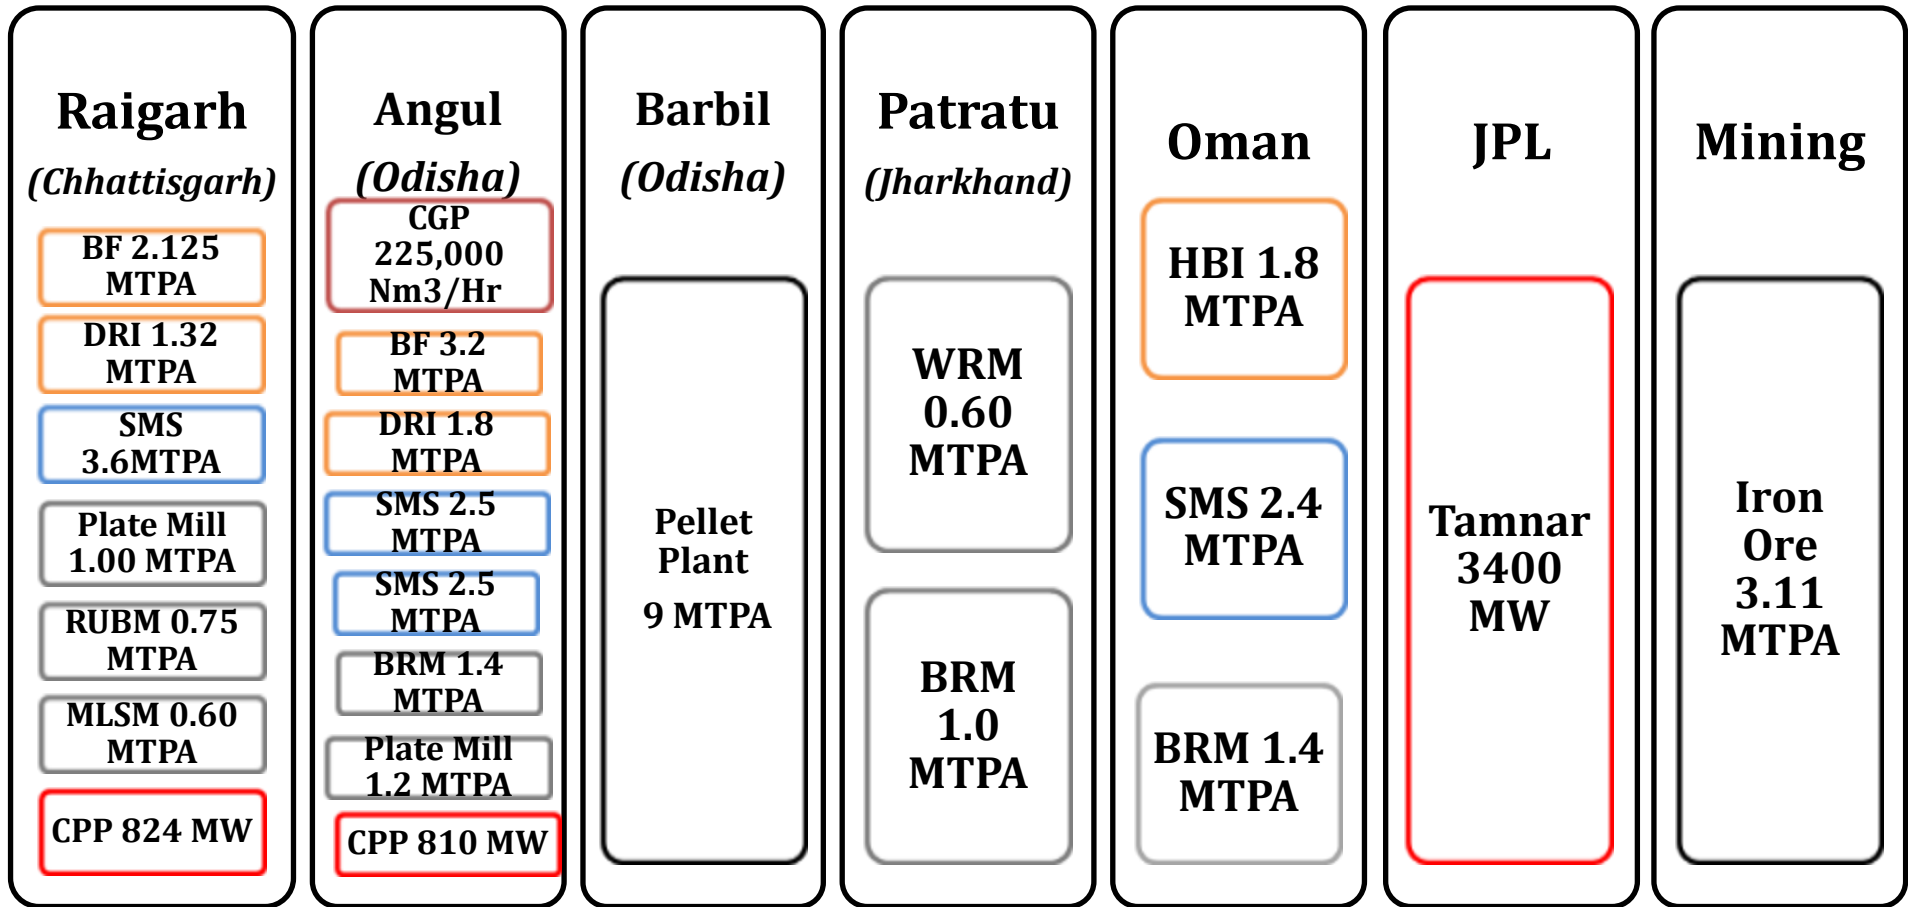 Raigarh
(Chhattisgarh)
BF 2.125
MTPA
DRI 1.32
MTPA
SMS
3.6MTPA
Plate Mill
1.00 MTPA
RUBM 0.75
MTPA
MLSM 0.60
MTPA
CPP 824 MW
Angul
(Odisha)
CGP
225,000
Nm3/Hr
BF 3.2
MTPA
DRI 1.8
MTPA
SMS 2.5
MTPA
SMS 2.5
MTPA
BRM 1.4
MTPA
Plate Mill
1.2 MTPA
CPP 810 MW
Barbil
(Odisha)
Pellet
Plant
9 MTPA
Patratu
(Jharkhand)
WRM
0.60
MTPA
BRM
1.0
MTPA
Oman
HBI 1.8
MTPA
SMS 2.4
MTPA
BRM 1.4
MTPA
JPL
Tamnar
3400
MW
Mining
Iron
Ore
3.11
MTPA